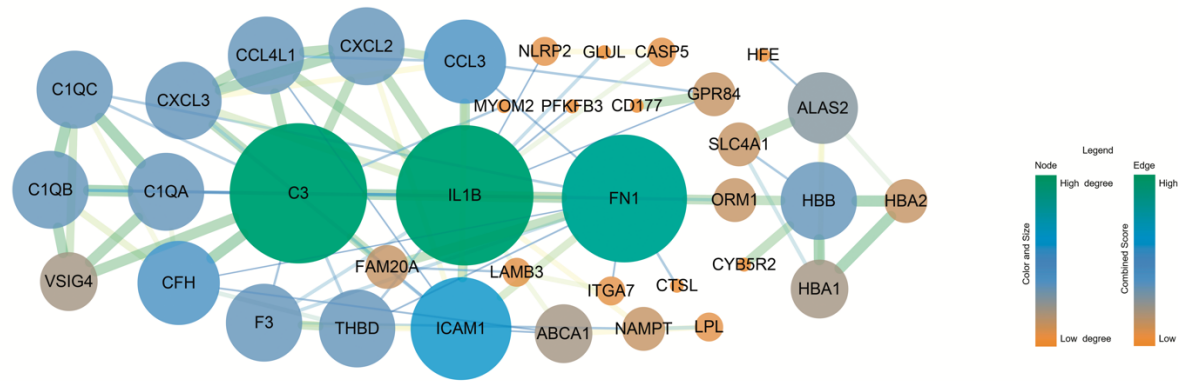 CXCL2
CCL4L1
CCL3
NLRP2
GLUL
CASP5
HFE
C1QC
CXCL3
MYOM2
PFKFB3
CD177
GPR84
ALAS2
SLC4A1
C1QB
C1QA
C3
IL1B
FN1
ORM1
HBB
HBA2
VSIG4
CFH
FAM20A
LAMB3
ITGA7
CTSL
CYB5R2
HBA1
F3
THBD
ICAM1
ABCA1
NAMPT
LPL
Legend
Node
Edge
High degree
High
Color and Size
Combined Score
Low degree
Low